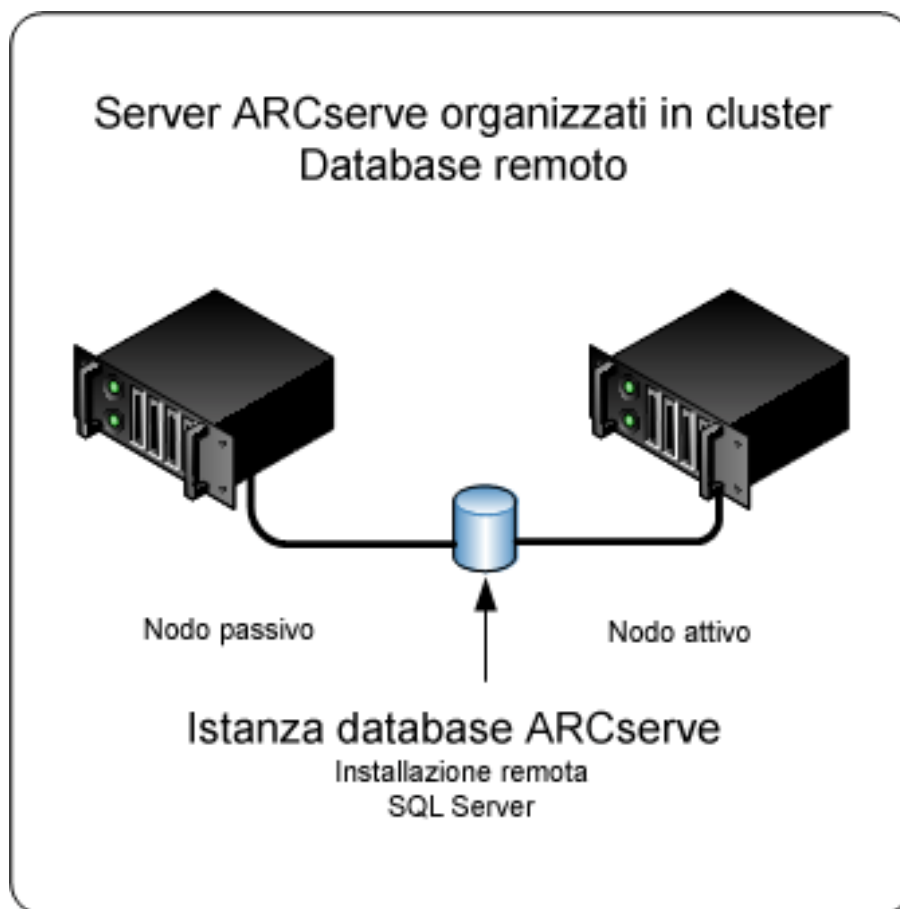 Server ARCserve organizzati in cluster
Database remoto
Nodo passivo
Nodo attivo
Istanza database ARCserve
Installazione remota
SQL Server